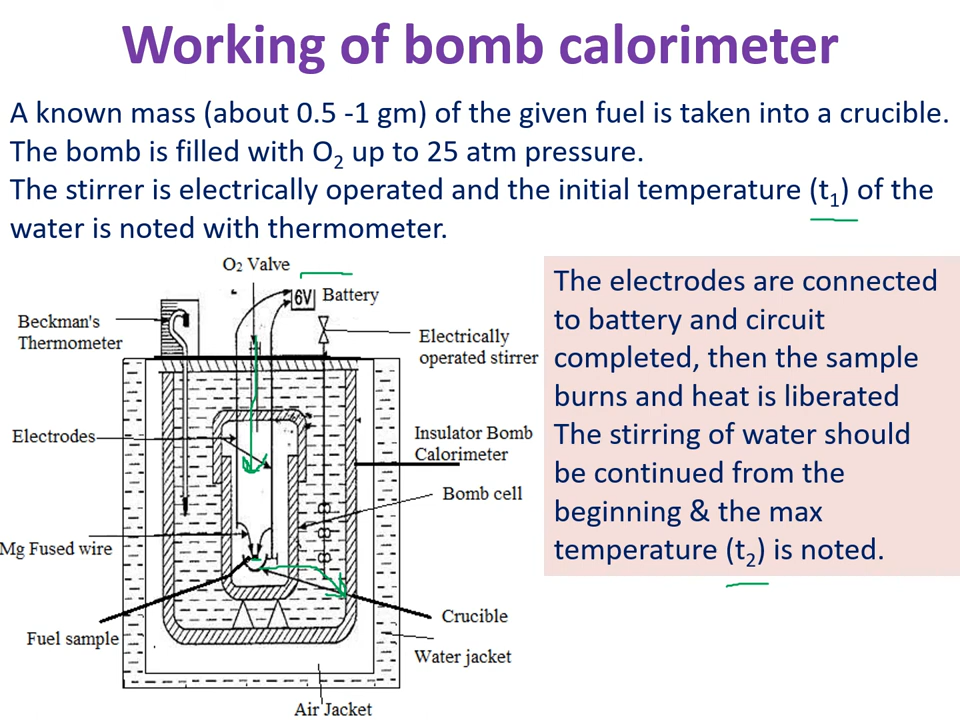 Working of bomb calorimeter
A known mass (about 0.5 -1 gm) of the given fuel is taken into a crucible.
The bomb is filled with O2 up to 25 atm pressure.
The stirrer is electrically operated and the initial temperature (t1) of the
water is noted with thermometer.
O2 Valve
6V
Battery
Beckman's
Thermometer
Electrically
operated stirrer
Electrodes
Insulator Bomb
Calorimeter
Bomb cell
Mg Fused wire
Crucible
Fuel sample
Water jacket
Air Jacket
The electrodes are connected
to battery and circuit
completed, then the sample
burns and heat is liberated
The stirring of water should
be continued from the
beginning & the max
temperature (t2) is noted.